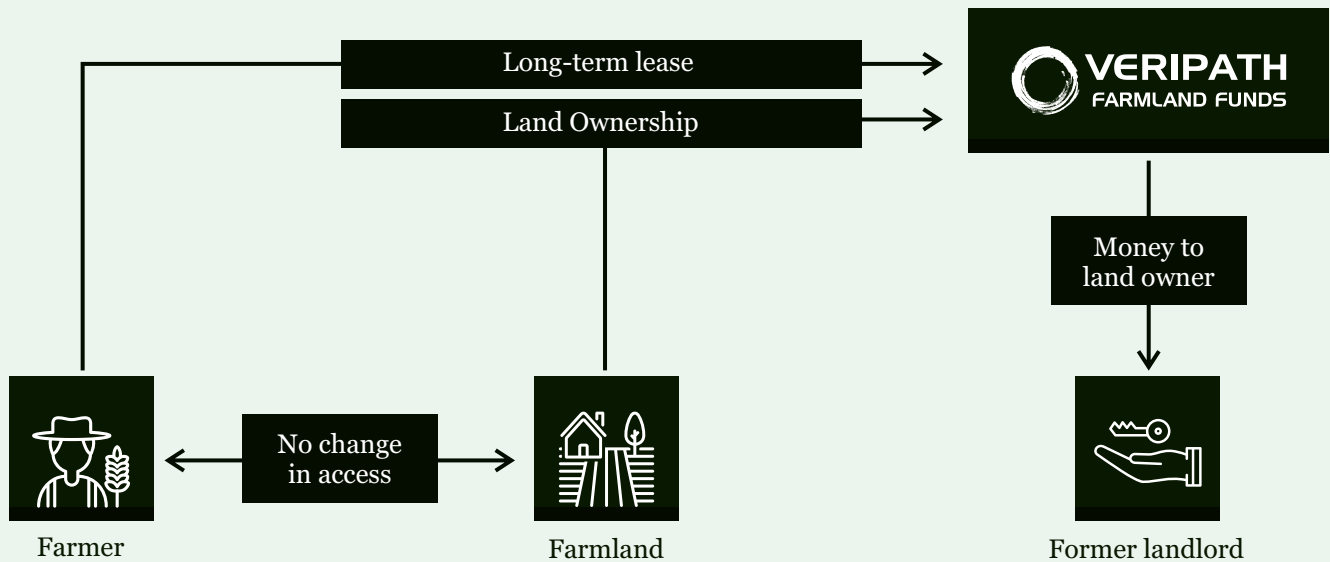 Long-term lease
VERIPATH
FARMLAND FUNDS
Land Ownership
Money to
land owner
No change
in access
Farmer
Farmland
Former landlord